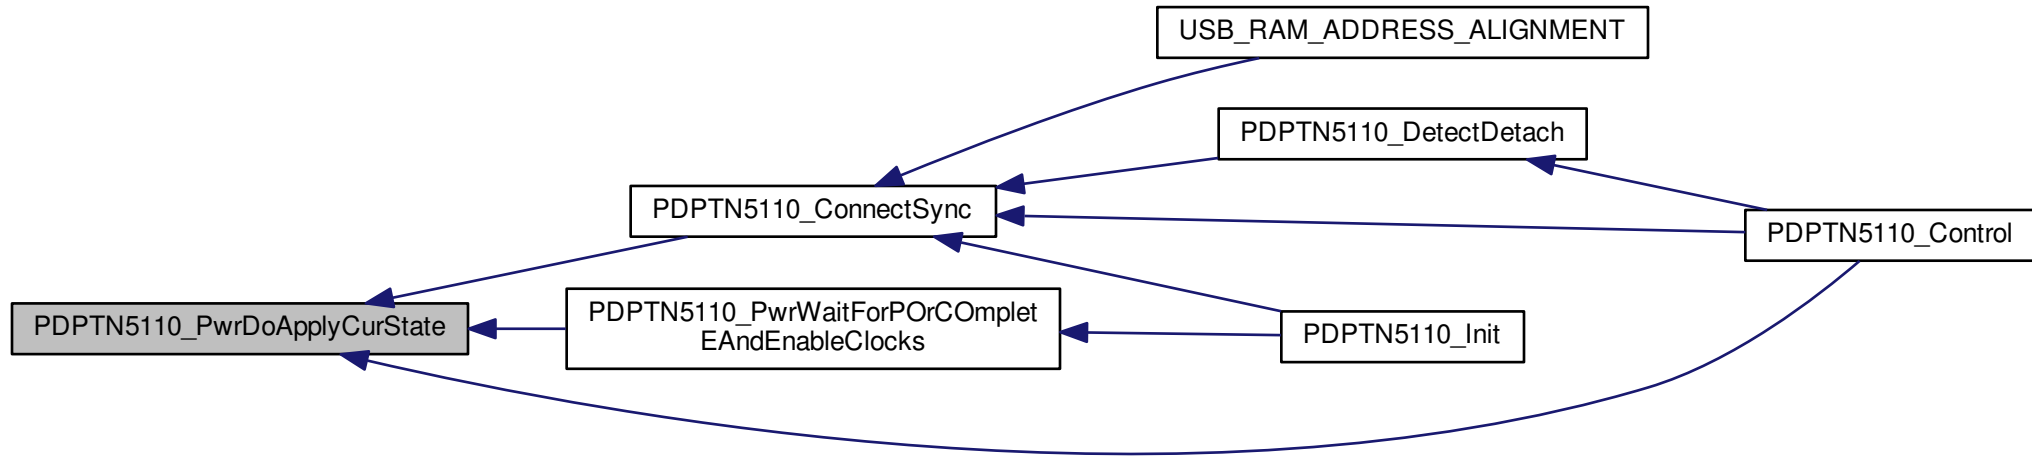 USB_RAM_ADDRESS_ALIGNMENT
PDPTN5110_DetectDetach
PDPTN5110_ConnectSync
PDPTN5110_Control
PDPTN5110_PwrDoApplyCurState
PDPTN5110_PwrWaitForPOrCOmplet
EAndEnableClocks
PDPTN5110_Init